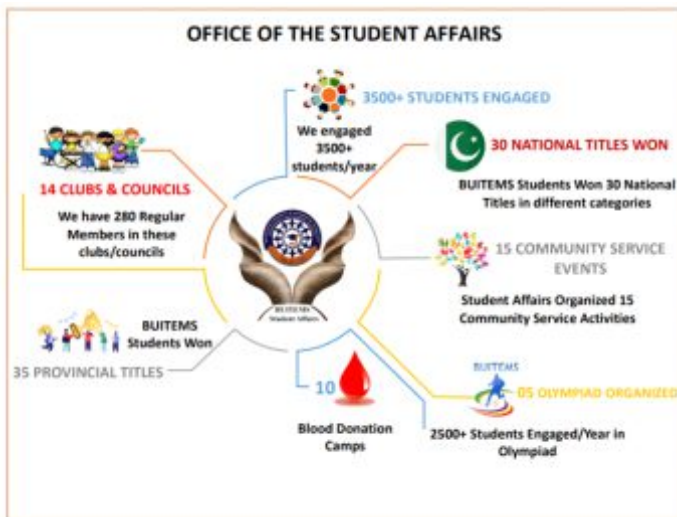 OFFICE OF THE STUDENT AFFAIRS
3500+ STUDENTS ENGAGED
We engaged
3500+
students/year
30 NATIONAL TITLES WON
BUITEMS Students Won 30 National
Titles in different categories
14 CLUBS & COUNCILS
We have 280 Regular
Members in these
clubs/councils
BUITEMS
Student Affairs
15 COMMUNITY SERVICE
EVENTS
Student Affairs Organized 15
Community Service Activities
BUITEMS
Students Won
35 PROVINCIAL TITLES
10
Blood Donation
Camps
BUITEMS
05 OLYMPIAD ORGANIZED
2500+ Students Engaged/Year in
Olympiad